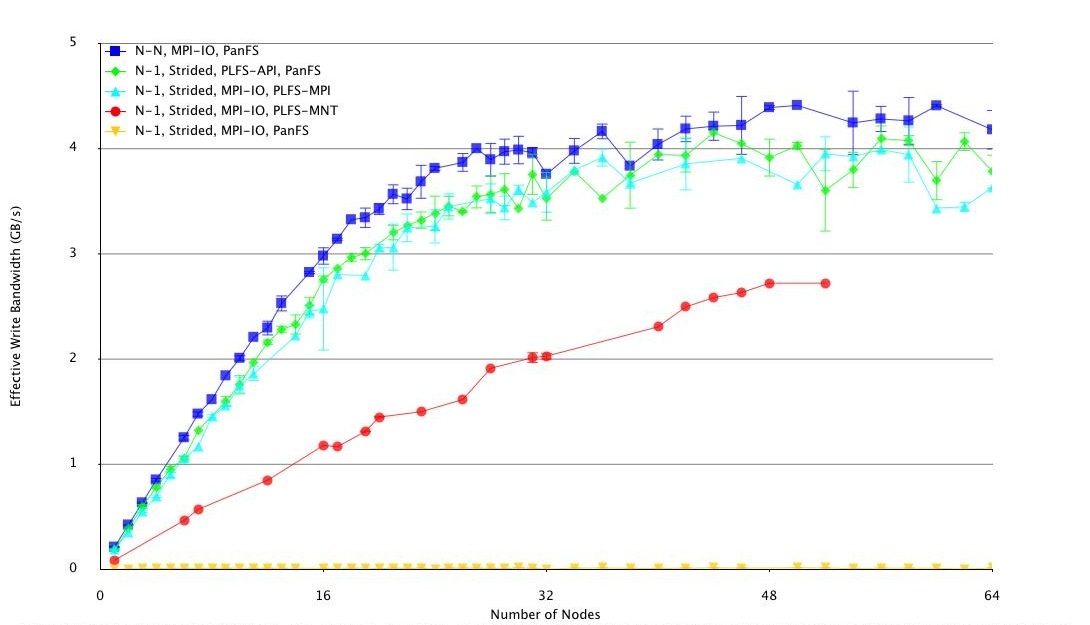 5
N-N, MPI-IO, PanFS
N-1, Strided, PLFS-API, PanFS
N-1, Strided, MPI-IO, PLFS-MPI
N-1, Strided, MPI-IO, PLFS-MNT
N-1, Strided, MPI-IO, PanFS
4
3
Effective Write Bandwidth (GB/s)
2
1
0
0 16 32 48 64
Number of Nodes